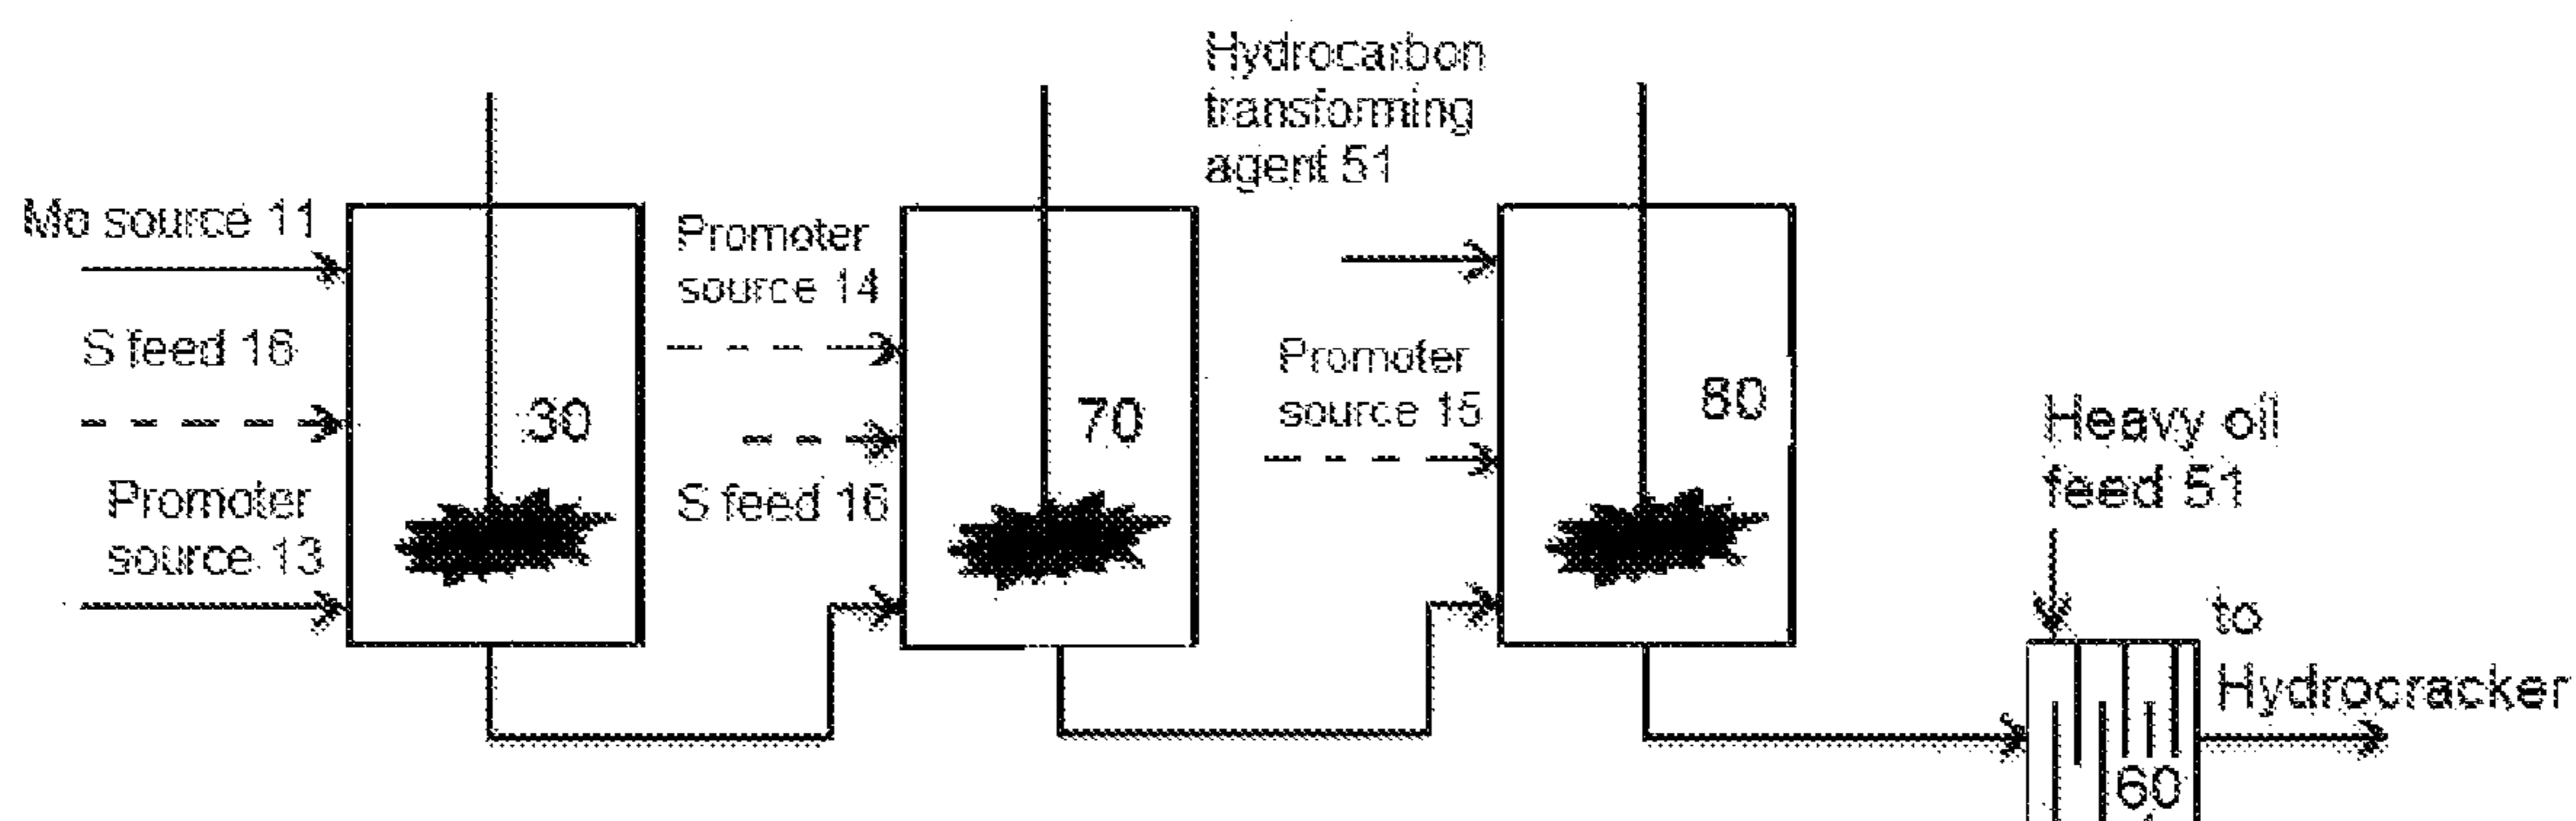 Hydrocarbon
transforming
agent 51
Mo source 11
Promoter
source 14
S feed 16
Promoter
source 15
30
70
80
Heavy oil
feed 51
Promoter
source 13
S feed 16
to
Hydrocracker
60